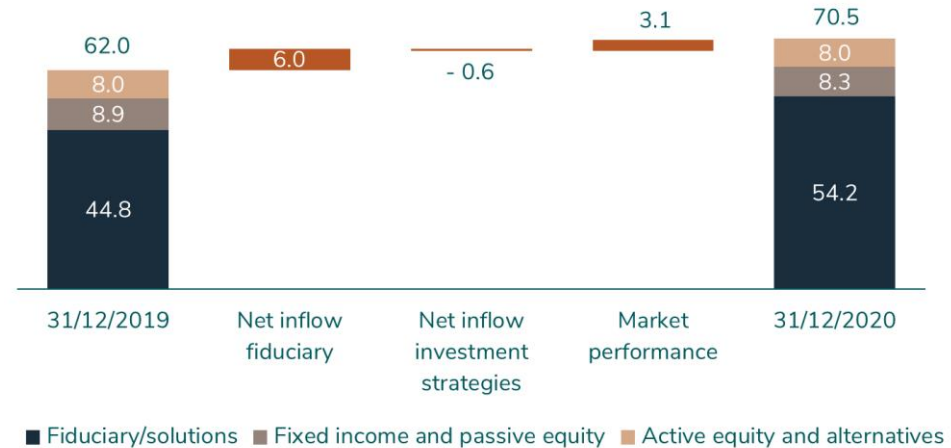 62.0
8.0
8.9
44.8
6.0
- 0.6
3.1
70.5
8.0
8.3
54.2
31/12/2019
Net inflow
fiduciary
Net inflow
investment
strategies
Market
performance
31/12/2020
Fiduciary/solutions
Fixed income and passive equity
Active equity and alternatives